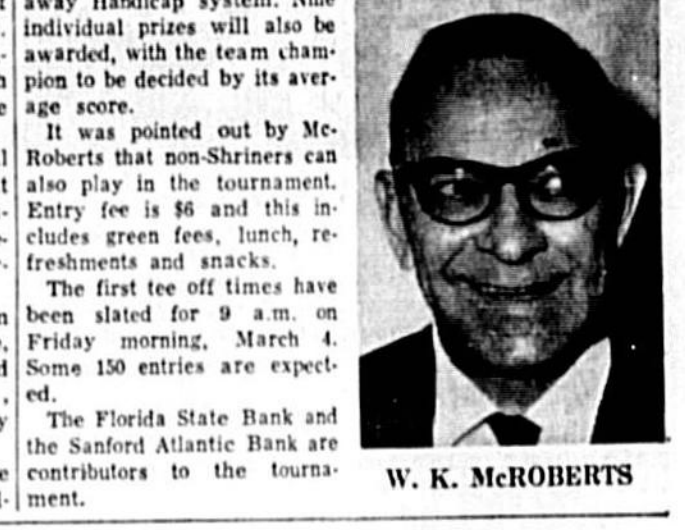 away Handicap system. Nine
individual prizes will also be
awarded, with the team cham-
pion to be decided by its aver-
age score.
It was pointed out by Mc-
Roberts that non-Shriners can
also play in the tournament.
Entry fee is $6 and this in-
cludes green fees, lunch, re-
freshments and snacks.
The first tee off times have
been slated for 9 a.m. on
Friday morning, March 4.
Some 150 entries are expect-
ed.
The Florida State Bank and
the Sanford Atlantic Bank are
contributors to the tourna-
ment.
W. K. McROBERTS